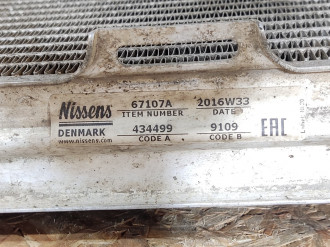 Nissens 67107A 2016W33
ITEM NUMBER DATE
DENMARK 434499 9109 EAC
www.nissens.com CODE A CODE B